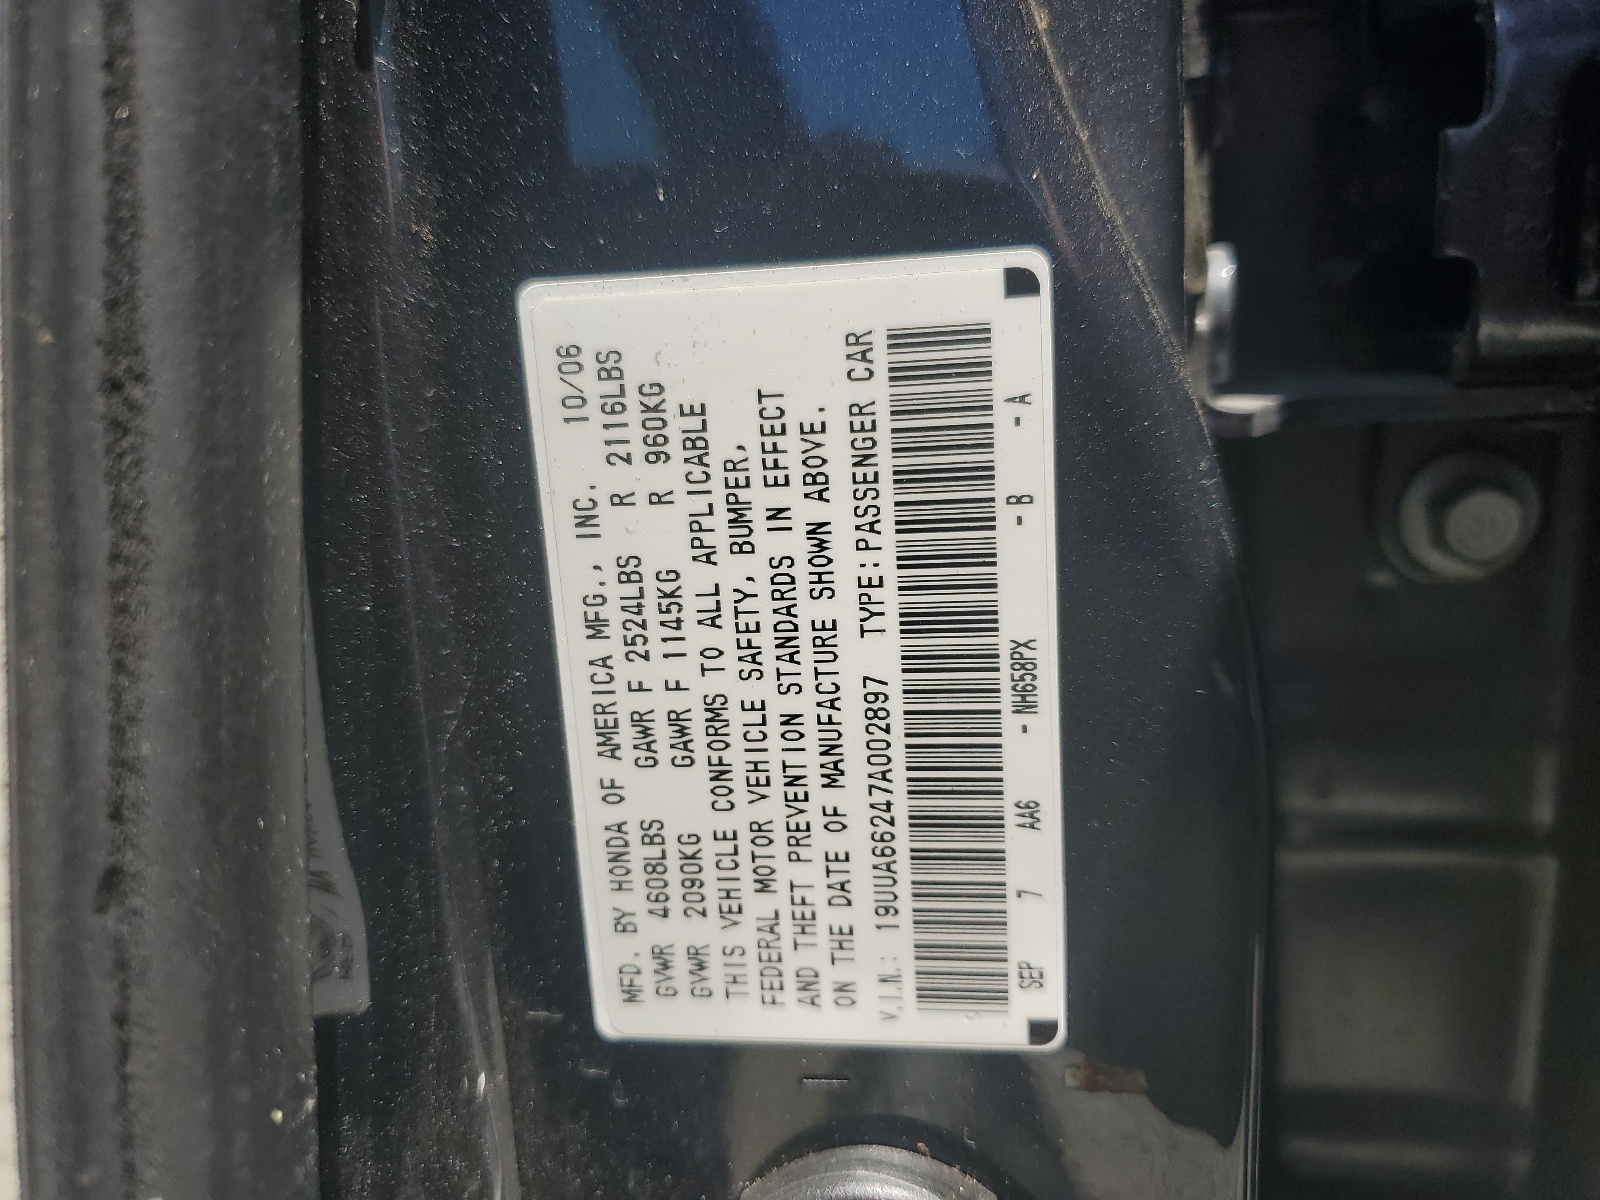 MFD. BY HONDA OF AMERICA MFG., INC. 10/06
GVWR 4608LBS GAWR F 2524LBS R 2116LBS
GVWR 2090KG GAWR F 1145KG R 960KG
THIS VEHICLE CONFORMS TO ALL APPLICABLE
FEDERAL MOTOR VEHICLE SAFETY, BUMPER,
AND THEFT PREVENTION STANDARDS IN EFFECT
ON THE DATE OF MANUFACTURE SHOWN ABOVE.
V.I.N.: 19UUA66247A002897 TYPE:PASSENGER CAR
SEP 7 AA6 - NH658PX - B - A